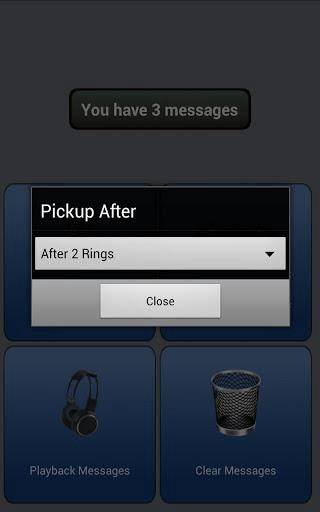 You have 3 messages
Pickup After
After 2 Rings
Close
Playback Messages
Clear Messages